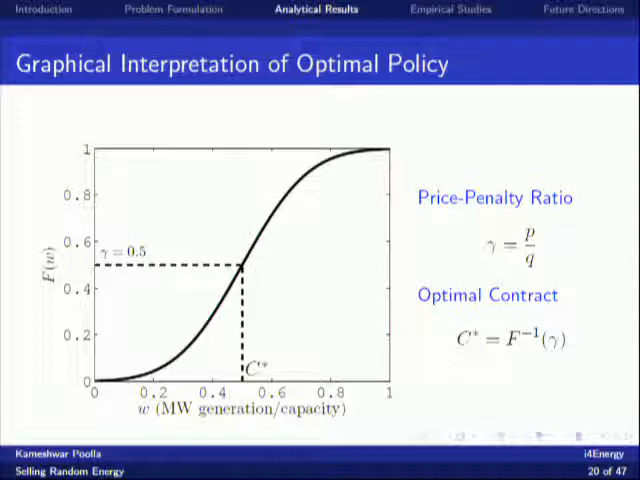 Introduction Problem Formulation Analytical Results Empirical Studies Future Directions
Graphical Interpretation of Optimal Policy
1
0.8
0.6
0.4
0.2
0
F(w)
γ = 0.5
C*
0 0.2 0.4 0.6 0.8 1
w (MW generation/capacity)
Price-Penalty Ratio
γ = p/q
Optimal Contract
C* = F⁻¹(γ)
Kameshwar Poolla i4Energy
Selling Random Energy 20 of 47